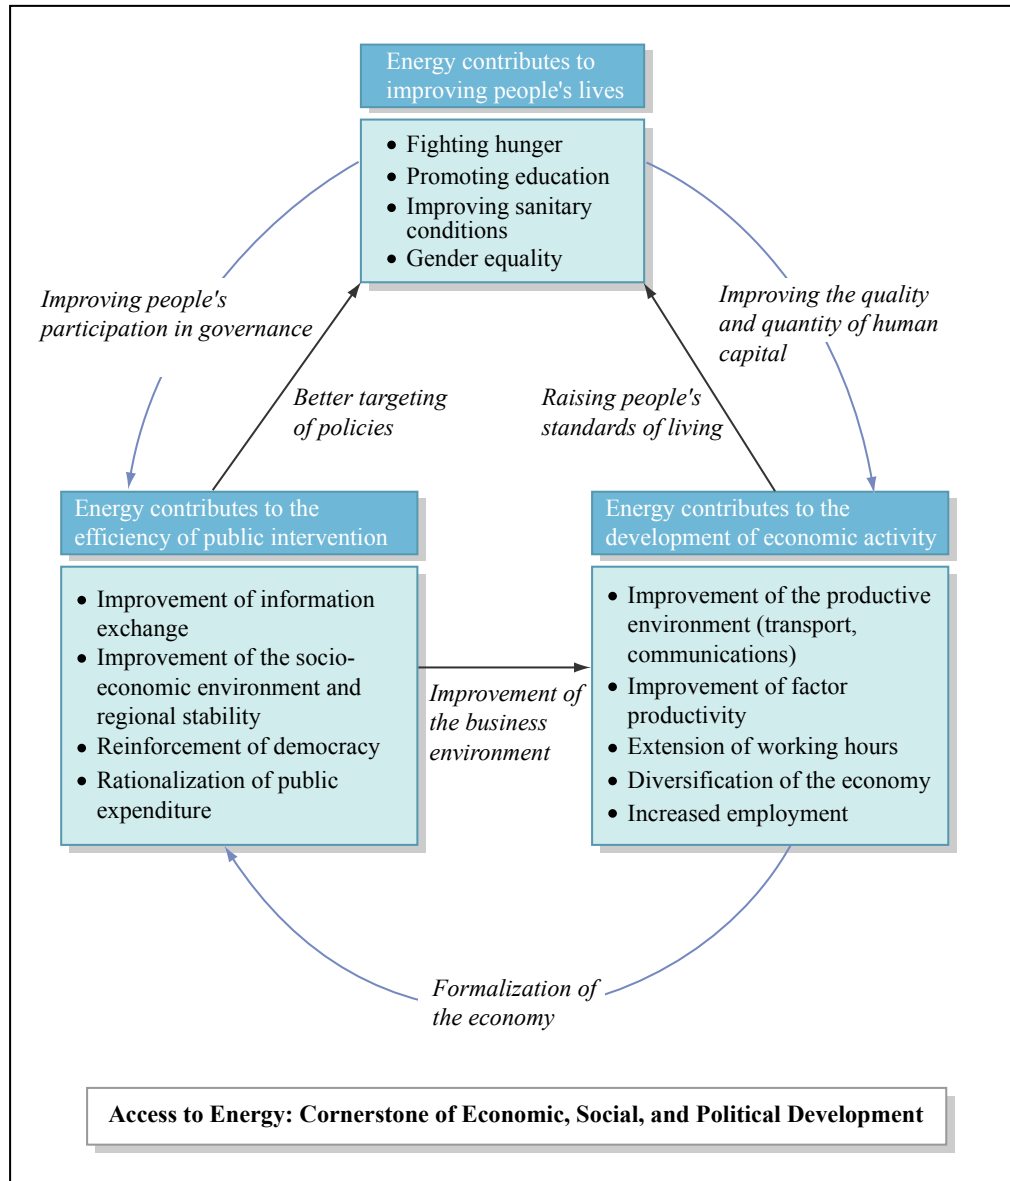 Energy contributes to
improving people's lives
• Fighting hunger
• Promoting education
• Improving sanitary
conditions
• Gender equality
Improving people's
participation in governance
Improving the quality
and quantity of human
capital
Better targeting
of policies
Raising people's
standards of living
Energy contributes to the
efficiency of public intervention
• Improvement of information
exchange
• Improvement of the socio-
economic environment and
regional stability
• Reinforcement of democracy
• Rationalization of public
expenditure
Improvement of
the business
environment
Energy contributes to the
development of economic activity
• Improvement of the productive
environment (transport,
communications)
• Improvement of factor
productivity
• Extension of working hours
• Diversification of the economy
• Increased employment
Formalization of
the economy
Access to Energy: Cornerstone of Economic, Social, and Political Development